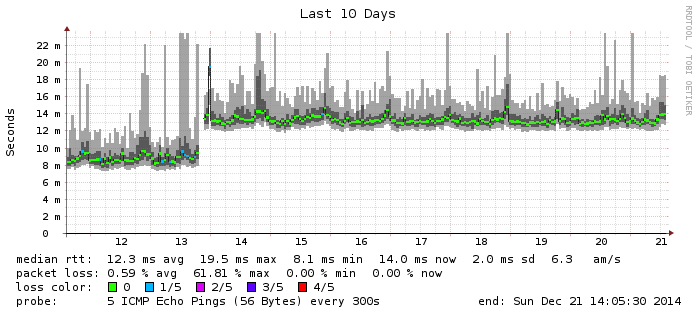 Last 10 Days
RRDTOOL / TOBI OETIKER
Seconds
22 m
20 m
18 m
16 m
14 m
12 m
10 m
8 m
6 m
4 m
2 m
0
12 13 14 15 16 17 18 19 20 21
median rtt: 12.3 ms avg 19.5 ms max 8.1 ms min 14.0 ms now 2.0 ms sd 6.3 am/s
packet loss: 0.59 % avg 61.81 % max 0.00 % min 0.00 % now
loss color: 0 1/5 2/5 3/5 4/5
probe: 5 ICMP Echo Pings (56 Bytes) every 300s end: Sun Dec 21 14:05:30 2014